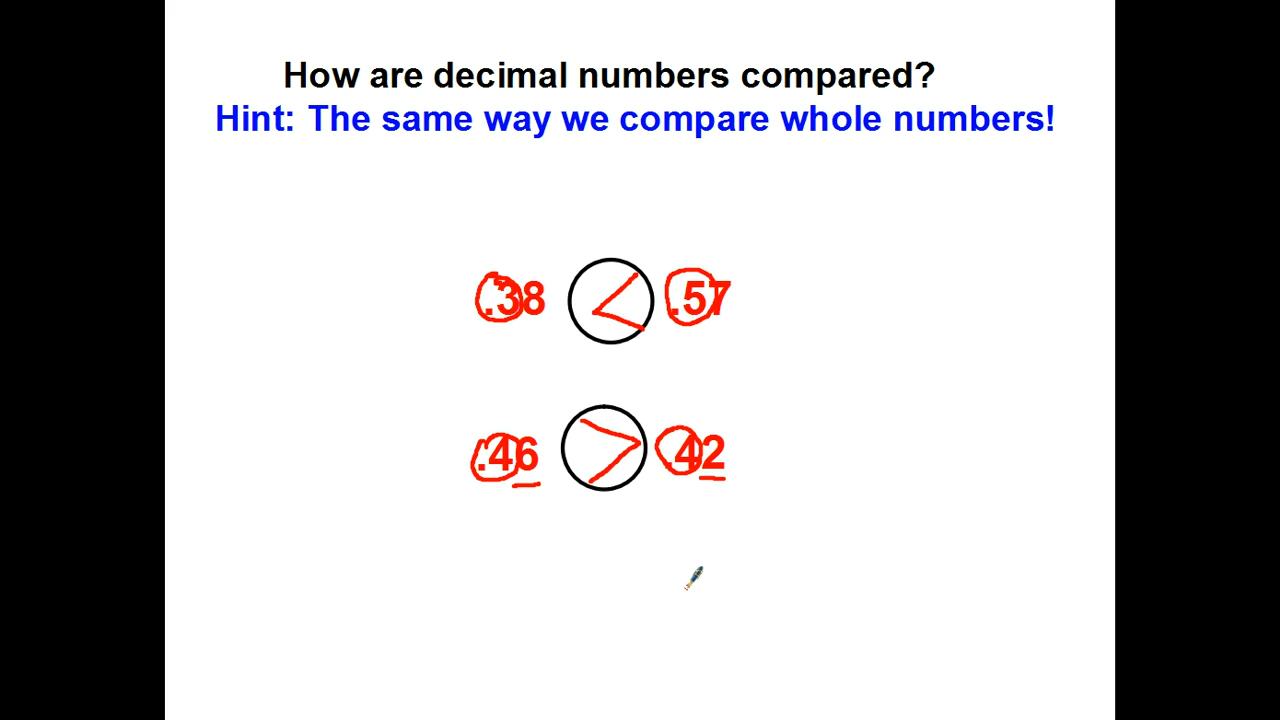 How are decimal numbers compared?
Hint: The same way we compare whole numbers!
.38 < .57
.46 > .42